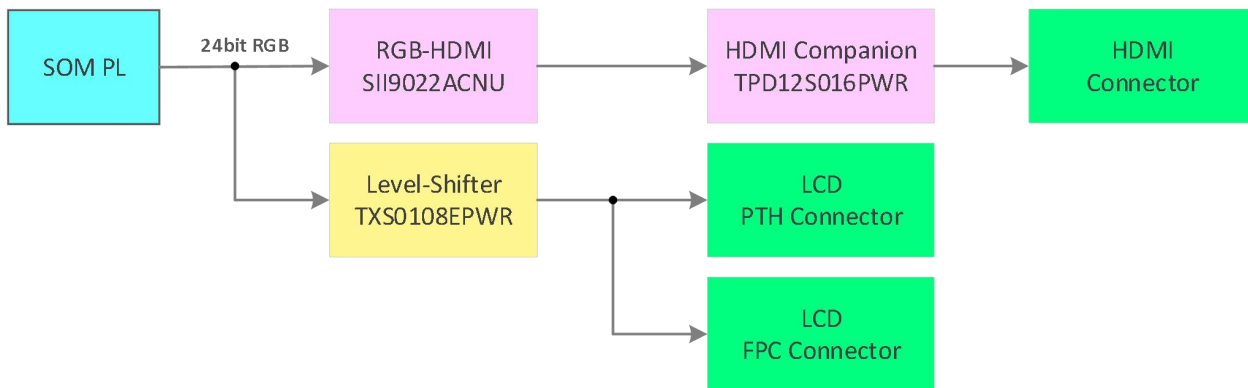 SOM PL
24bit RGB
RGB-HDMI
SII9022ACNU
HDMI Companion
TPD12S016PWR
HDMI
Connector
Level-Shifter
TXS0108EPWR
LCD
PTH Connector
LCD
FPC Connector